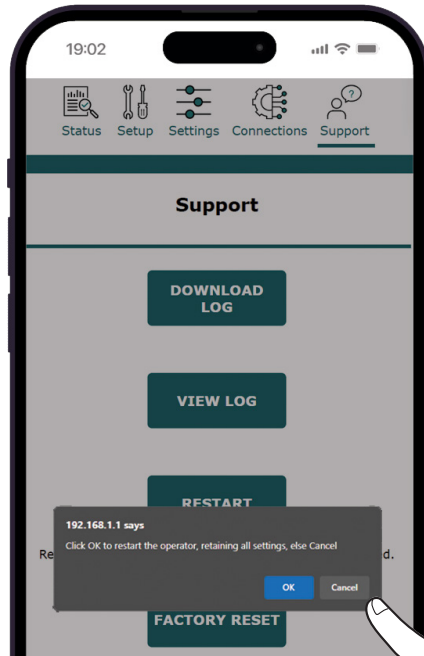 19:02
Status Setup Settings Connections Support
Support
DOWNLOAD
LOG
VIEW LOG
RESTART
192.168.1.1 says
Click OK to restart the operator, retaining all settings, else Cancel
OK Cancel
FACTORY RESET